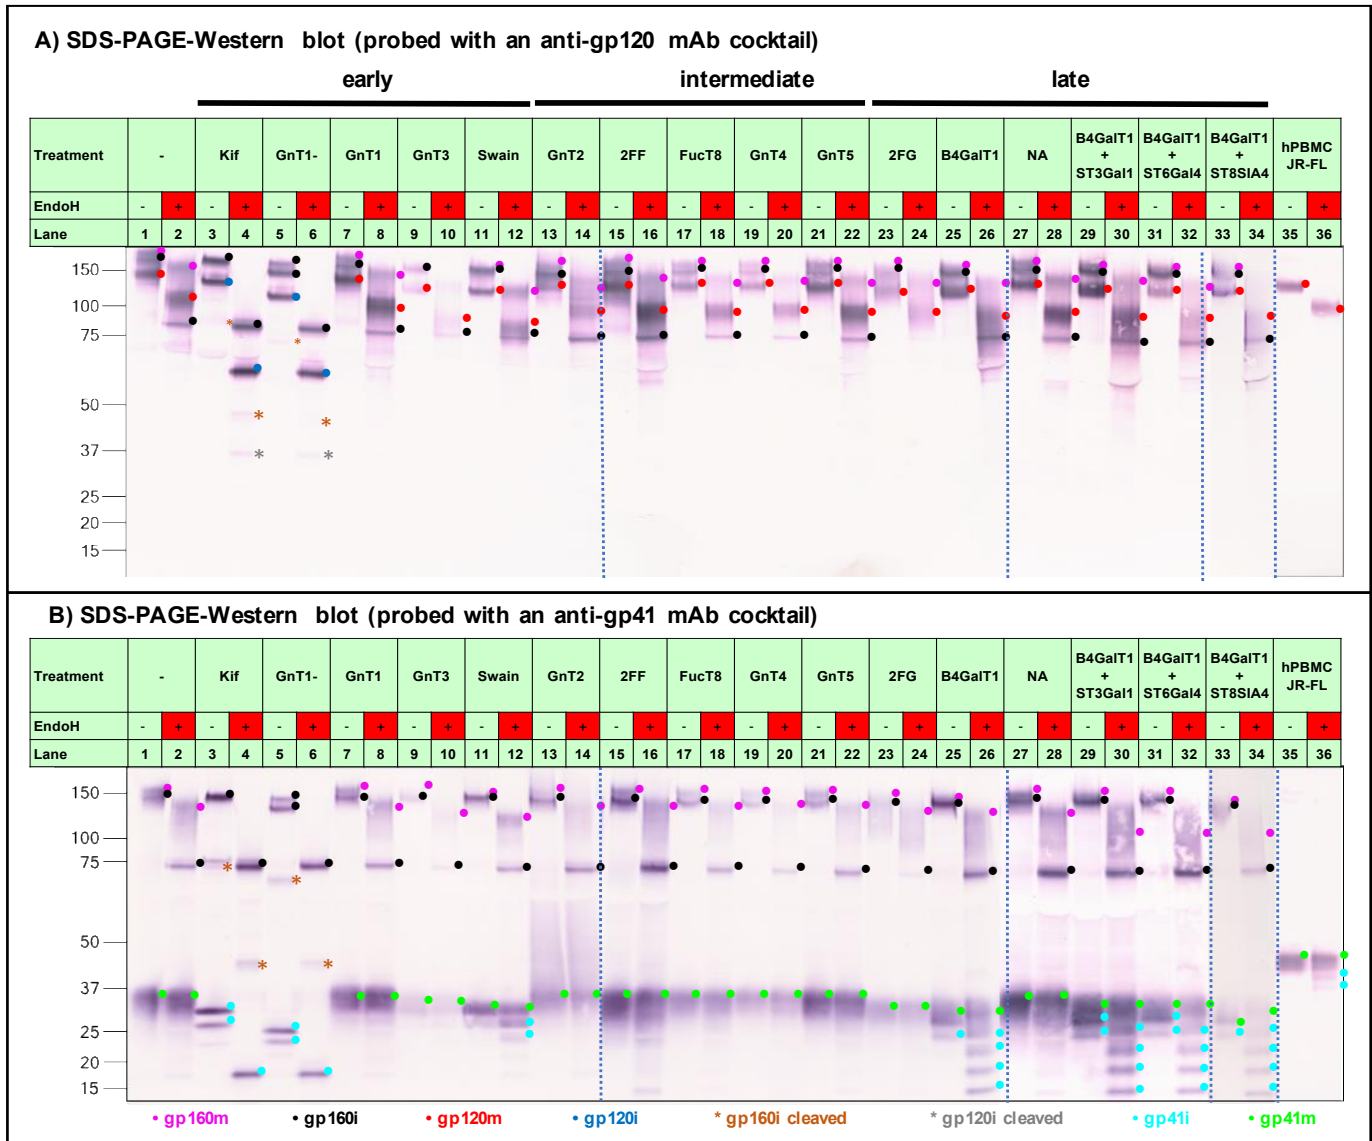 A) SDS-PAGE-Western blot (probed with an anti-gp120 mAb cocktail)
early intermediate late
Treatment - Kif GnT1- GnT1 GnT3 Swain GnT2 2FF FucT8 GnT4 GnT5 2FG B4GalT1 NA B4GalT1 + ST3Gal1 B4GalT1 + ST6Gal4 B4GalT1 + ST8SIA4 hPBMC JR-FL
EndoH - + - + - + - + - + - + - + - + - + - + - + - + - + - + - + - + - + - +
Lane 1 2 3 4 5 6 7 8 9 10 11 12 13 14 15 16 17 18 19 20 21 22 23 24 25 26 27 28 29 30 31 32 33 34 35 36
150
100
75
50
* *
37
* *
25
20
15
B) SDS-PAGE-Western blot (probed with an anti-gp41 mAb cocktail)
Treatment - Kif GnT1- GnT1 GnT3 Swain GnT2 2FF FucT8 GnT4 GnT5 2FG B4GalT1 NA B4GalT1 + ST3Gal1 B4GalT1 + ST6Gal4 B4GalT1 + ST8SIA4 hPBMC JR-FL
EndoH - + - + - + - + - + - + - + - + - + - + - + - + - + - + - + - + - + - +
Lane 1 2 3 4 5 6 7 8 9 10 11 12 13 14 15 16 17 18 19 20 21 22 23 24 25 26 27 28 29 30 31 32 33 34 35 36
150
100
75
50
37
25
20
15
• gp160m • gp160i • gp120m • gp120i * gp160i cleaved * gp120i cleaved • gp41i • gp41m